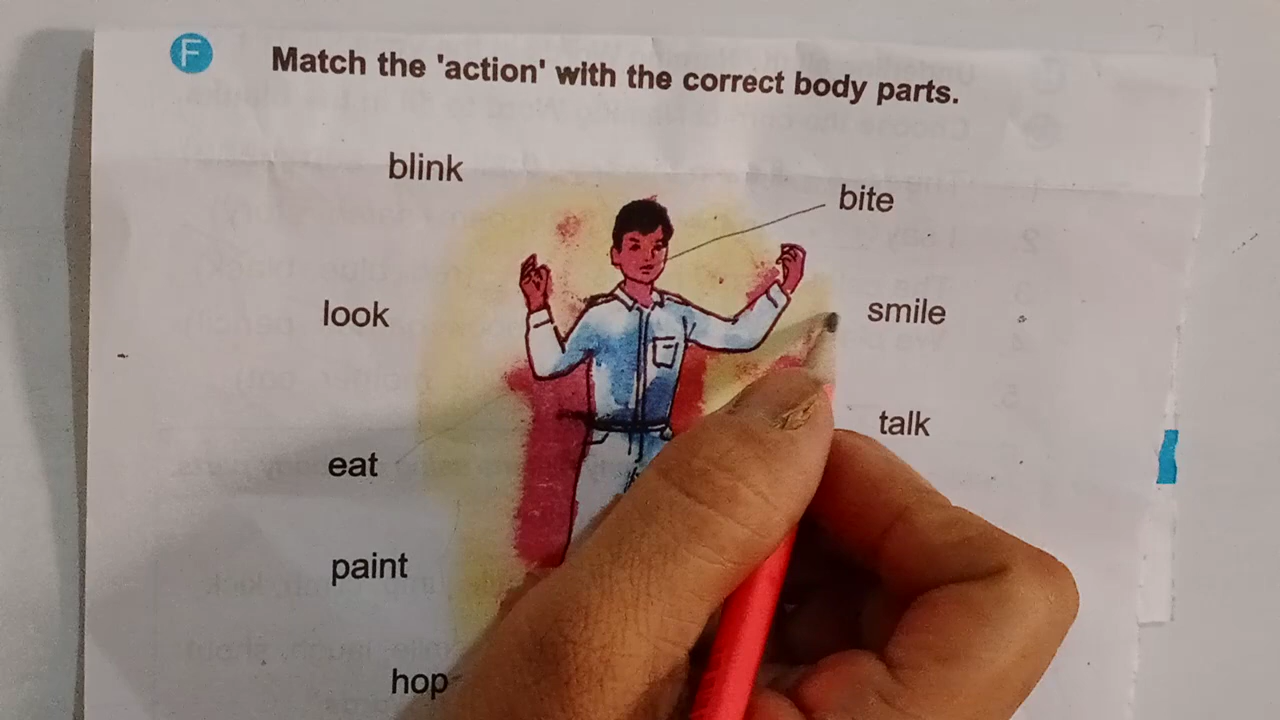 F Match the 'action' with the correct body parts.
blink
bite
look
smile
talk
eat
paint
hop